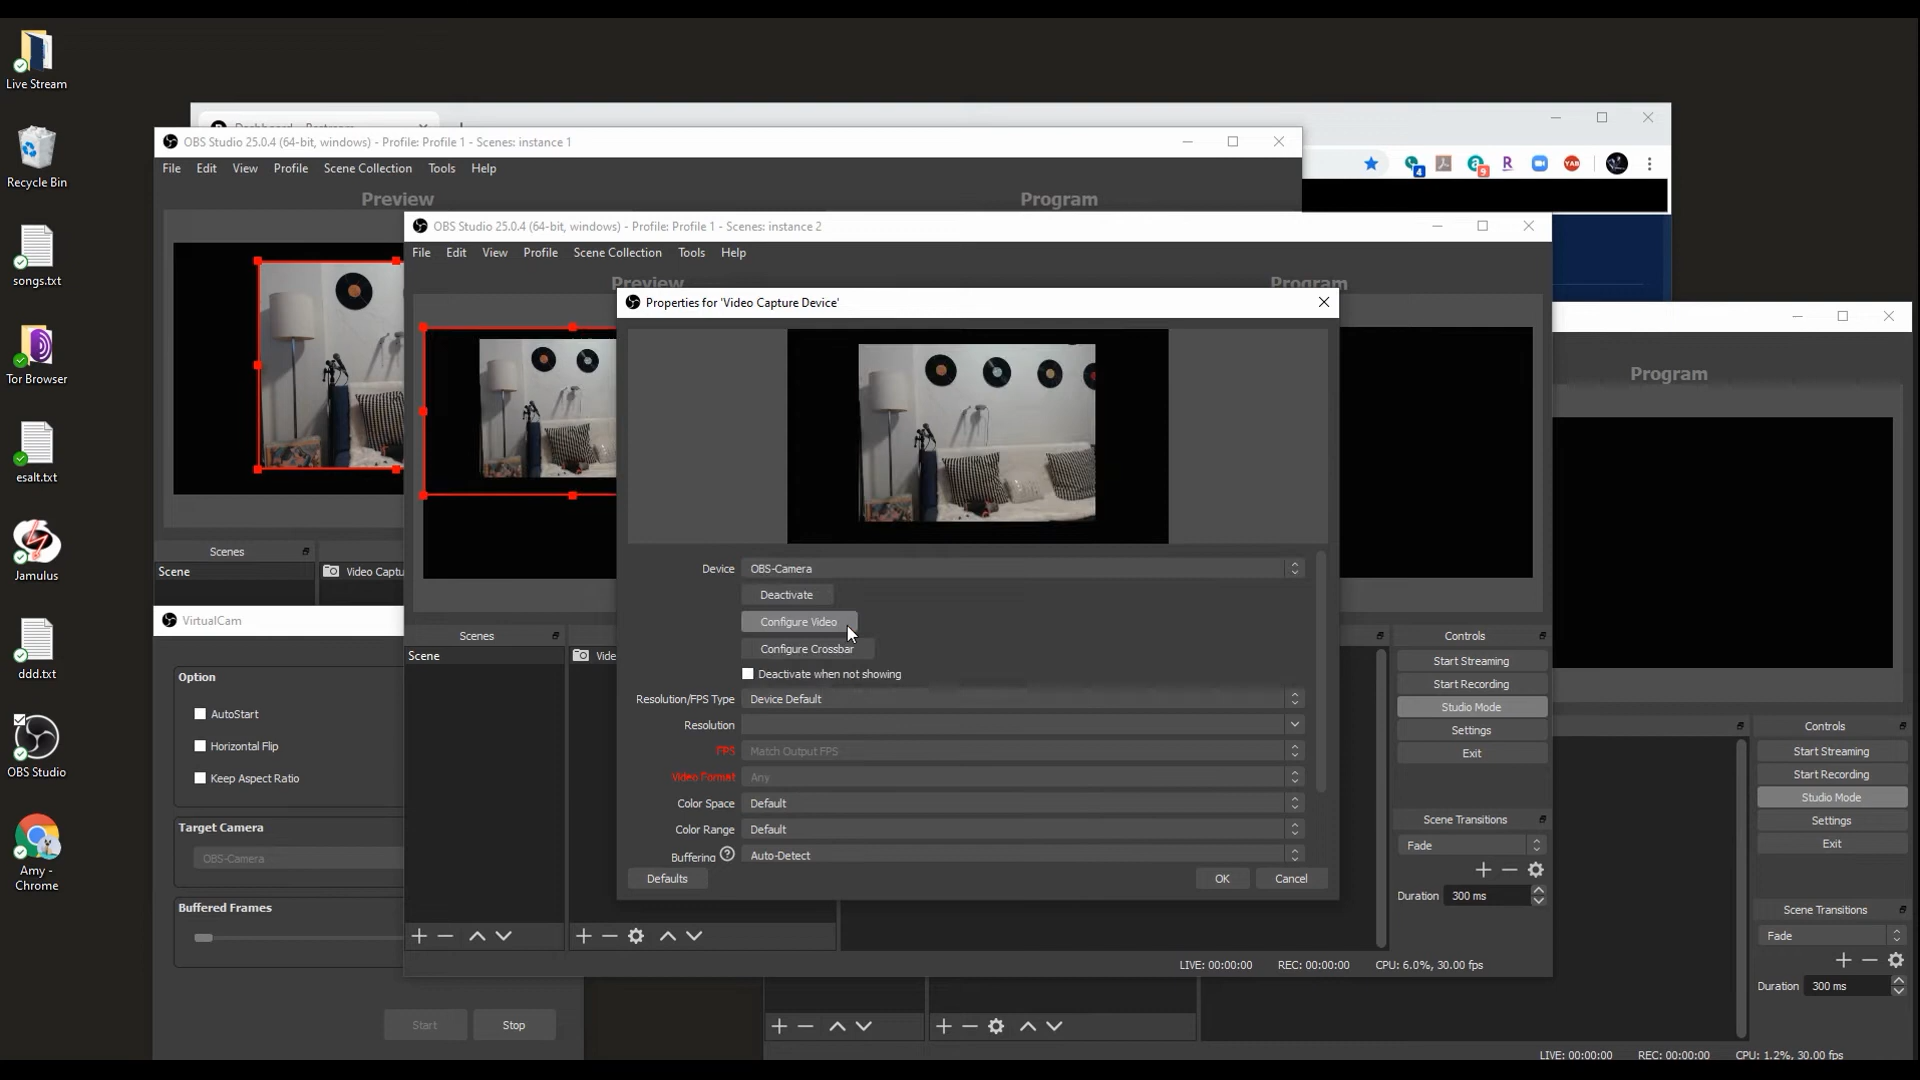 Live Stream
Recycle Bin
songs.txt
Tor Browser
esalt.txt
Jamulus
ddd.txt
OBS Studio
Amy -
Chrome
4
9
R
YAB
OBS Studio 25.0.4 (64-bit, windows) - Profile: Profile 1 - Scenes: instance 1
File Edit View Profile Scene Collection Tools Help
Preview
Program
Scenes
Scene
Video Captu
VirtualCam
Option
AutoStart
Horizontal Flip
Keep Aspect Ratio
Target Camera
OBS-Camera
Buffered Frames
Start
Stop
OBS Studio 25.0.4 (64-bit, windows) - Profile: Profile 1 - Scenes: instance 2
File Edit View Profile Scene Collection Tools Help
Preview
Program
Scenes
Scene
Vide
Properties for 'Video Capture Device'
Device OBS-Camera
Deactivate
Configure Video
Configure Crossbar
Deactivate when not showing
Resolution/FPS Type Device Default
Resolution
FPS Match Output FPS
Video Format Any
Color Space Default
Color Range Default
Buffering ? Auto-Detect
Defaults
OK
Cancel
Controls
Start Streaming
Start Recording
Studio Mode
Settings
Exit
Scene Transitions
Fade
Duration 300 ms
LIVE: 00:00:00 REC: 00:00:00 CPU: 6.0%, 30.00 fps
Program
Controls
Start Streaming
Start Recording
Studio Mode
Settings
Exit
Scene Transitions
Fade
Duration 300 ms
LIVE: 00:00:00 REC: 00:00:00 CPU: 1.2%, 30.00 fps